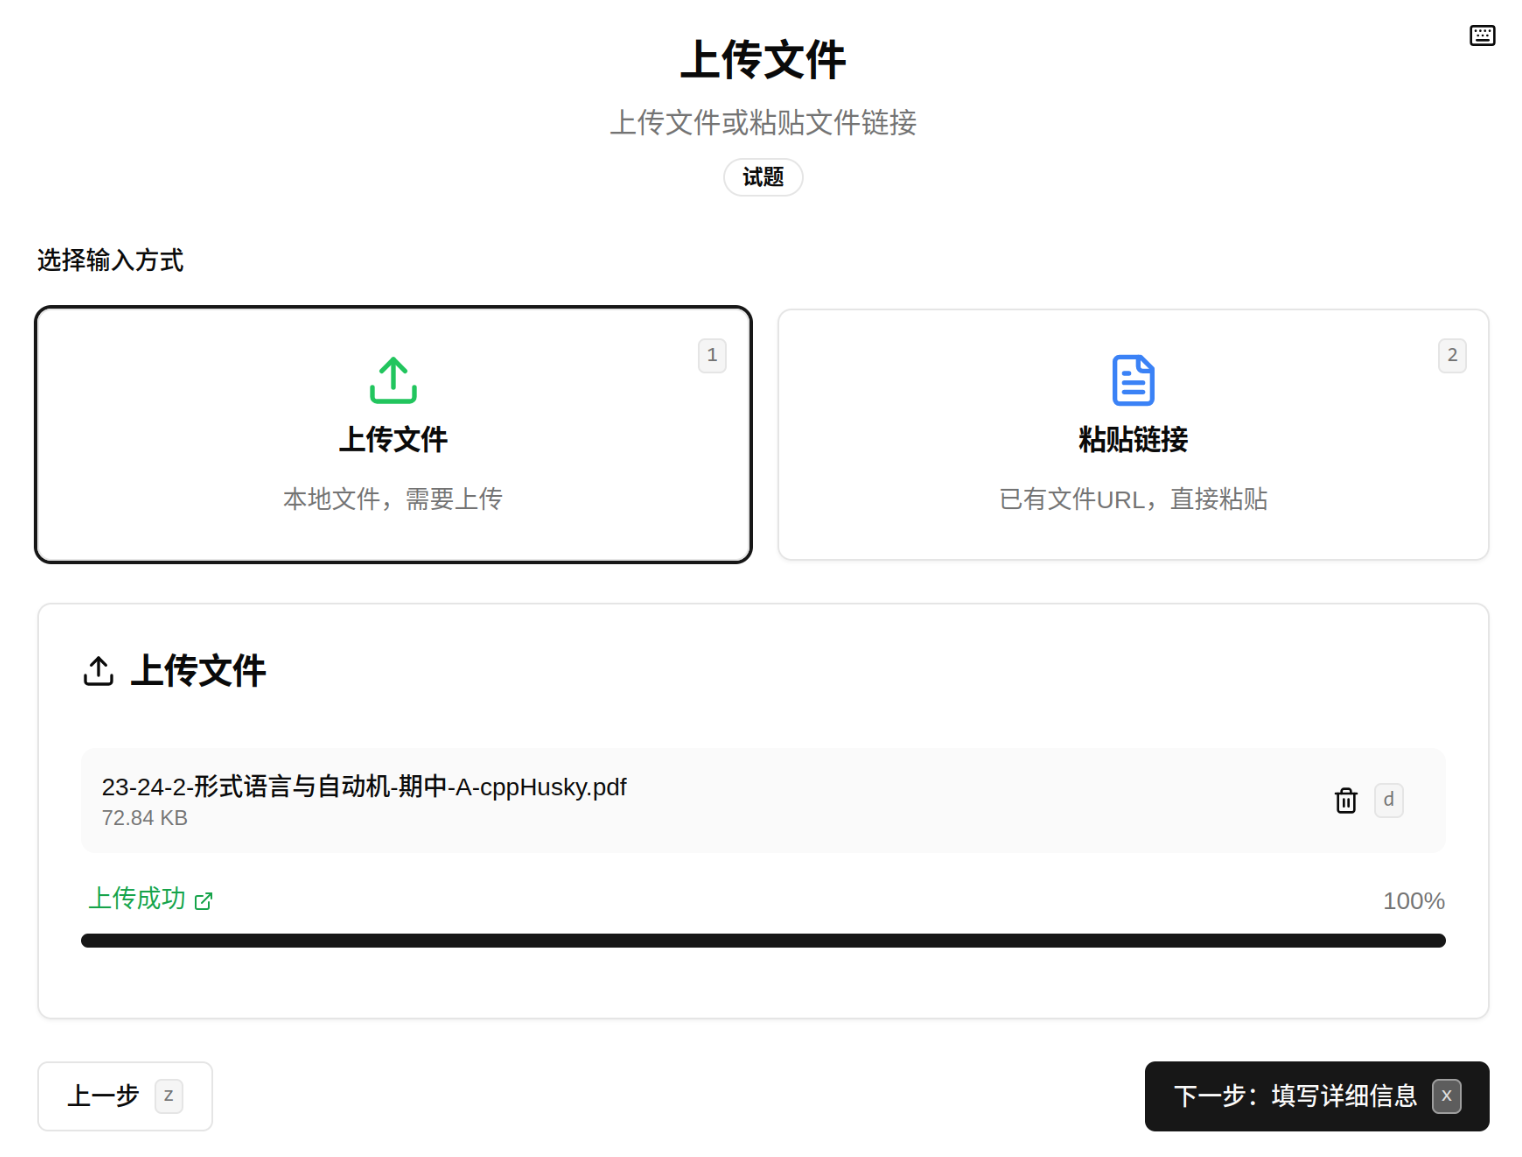 上传文件
上传文件或粘贴文件链接
试题
选择输入方式
1
上传文件
本地文件，需要上传
2
粘贴链接
已有文件URL，直接粘贴
上传文件
23-24-2-形式语言与自动机-期中-A-cppHusky.pdf
72.84 KB
d
上传成功
100%
上一步 z
下一步：填写详细信息 x